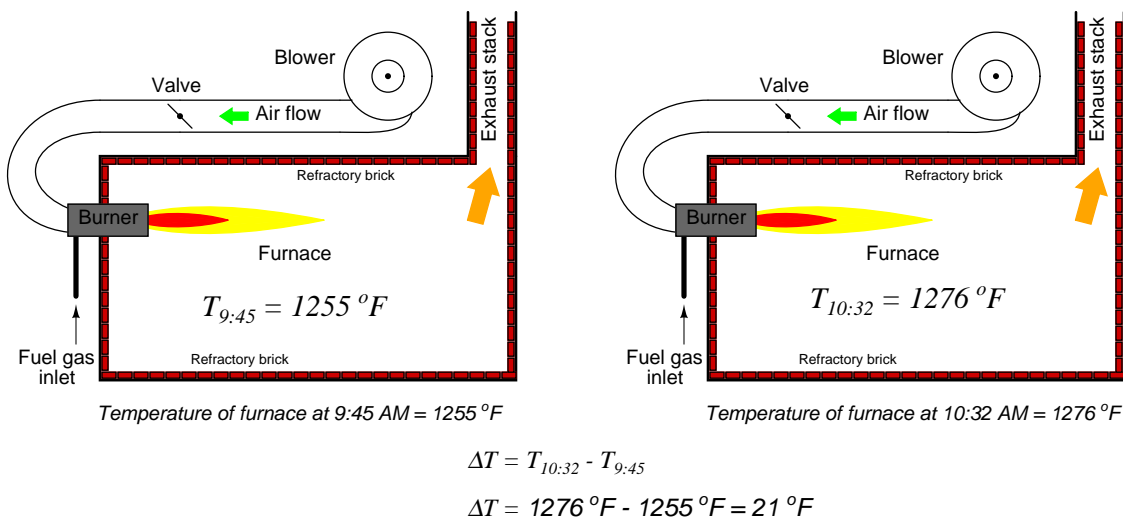 Blower
Valve
Air flow
Exhaust stack
Refractory brick
Burner
Furnace
T9:45 = 1255 °F
Fuel gas
inlet
Refractory brick
Temperature of furnace at 9:45 AM = 1255 °F
Blower
Valve
Air flow
Exhaust stack
Refractory brick
Burner
Furnace
T10:32 = 1276 °F
Fuel gas
inlet
Refractory brick
Temperature of furnace at 10:32 AM = 1276 °F
ΔT = T10:32 - T9:45
ΔT = 1276 °F - 1255 °F = 21 °F